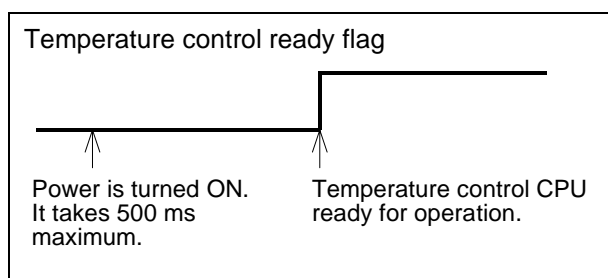 Temperature control ready flag
Power is turned ON.
It takes 500 ms
maximum.
Temperature control CPU
ready for operation.